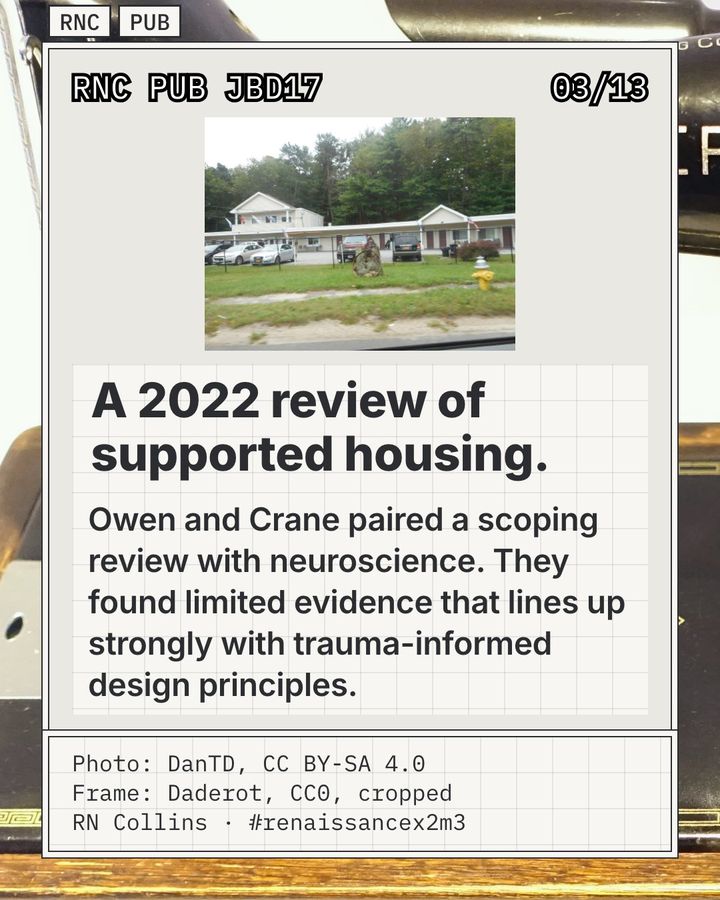 RNC PUB
RNC PUB JBD17 03/13
A 2022 review of
supported housing.
Owen and Crane paired a scoping
review with neuroscience. They
found limited evidence that lines up
strongly with trauma-informed
design principles.
Photo: DanTD, CC BY-SA 4.0
Frame: Daderot, CC0, cropped
RN Collins · #renaissancex2m3